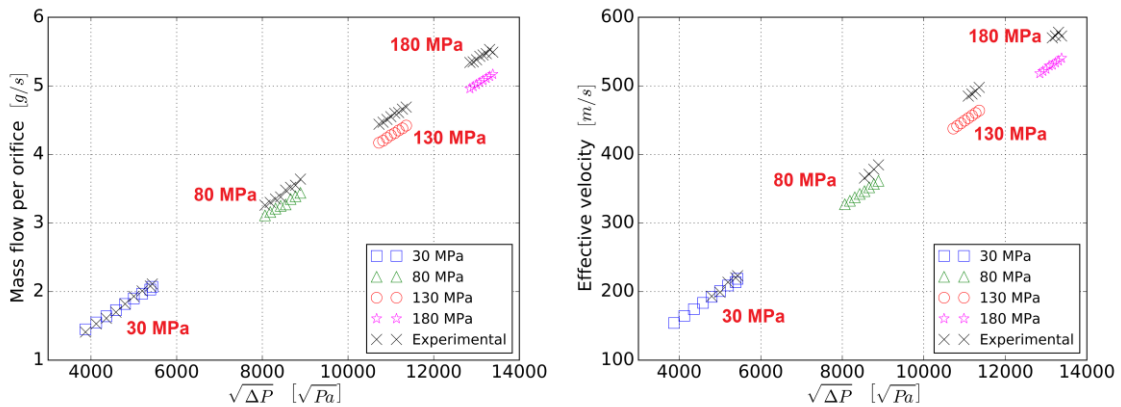 6
5
4
3
2
1
Mass flow per orifice [g/s]
180 MPa
130 MPa
80 MPa
30 MPa
30 MPa
80 MPa
130 MPa
180 MPa
Experimental
4000 6000 8000 10000 12000 14000
√ΔP [√Pa]
600
500
400
300
200
100
Effective velocity [m/s]
180 MPa
130 MPa
80 MPa
30 MPa
30 MPa
80 MPa
130 MPa
180 MPa
Experimental
4000 6000 8000 10000 12000 14000
√ΔP [√Pa]